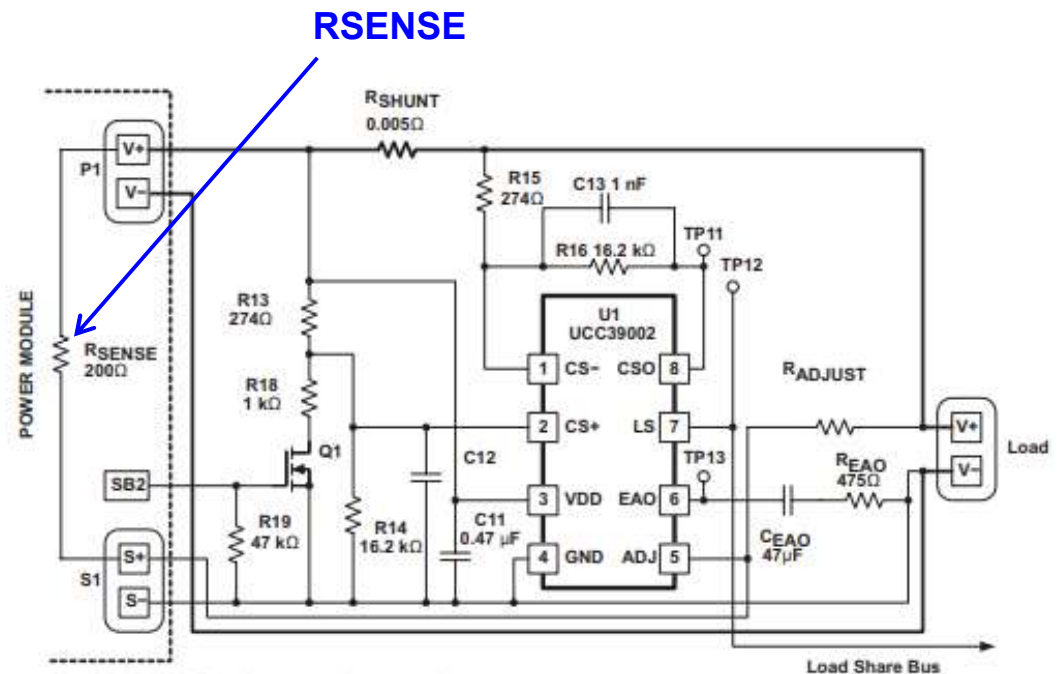 RSENSE
RSHUNT
0.005Ω
V+
P1
V−
R15
274Ω
C13 1 nF
TP11
R16 16.2 kΩ
TP12
R13
274Ω
U1
UCC39002
POWER MODULE
RSENSE
200Ω
R18
1 kΩ
1 CS− CSO 8
RADJUST
2 CS+ LS 7
V+
Load
V−
Q1
C12
TP13
REAO
475Ω
SB2
3 VDD EAO 6
R19
47 kΩ
R14
16.2 kΩ
C11
0.47 μF
CEAO
47μF
4 GND ADJ 5
S+
S1
S−
Load Share Bus